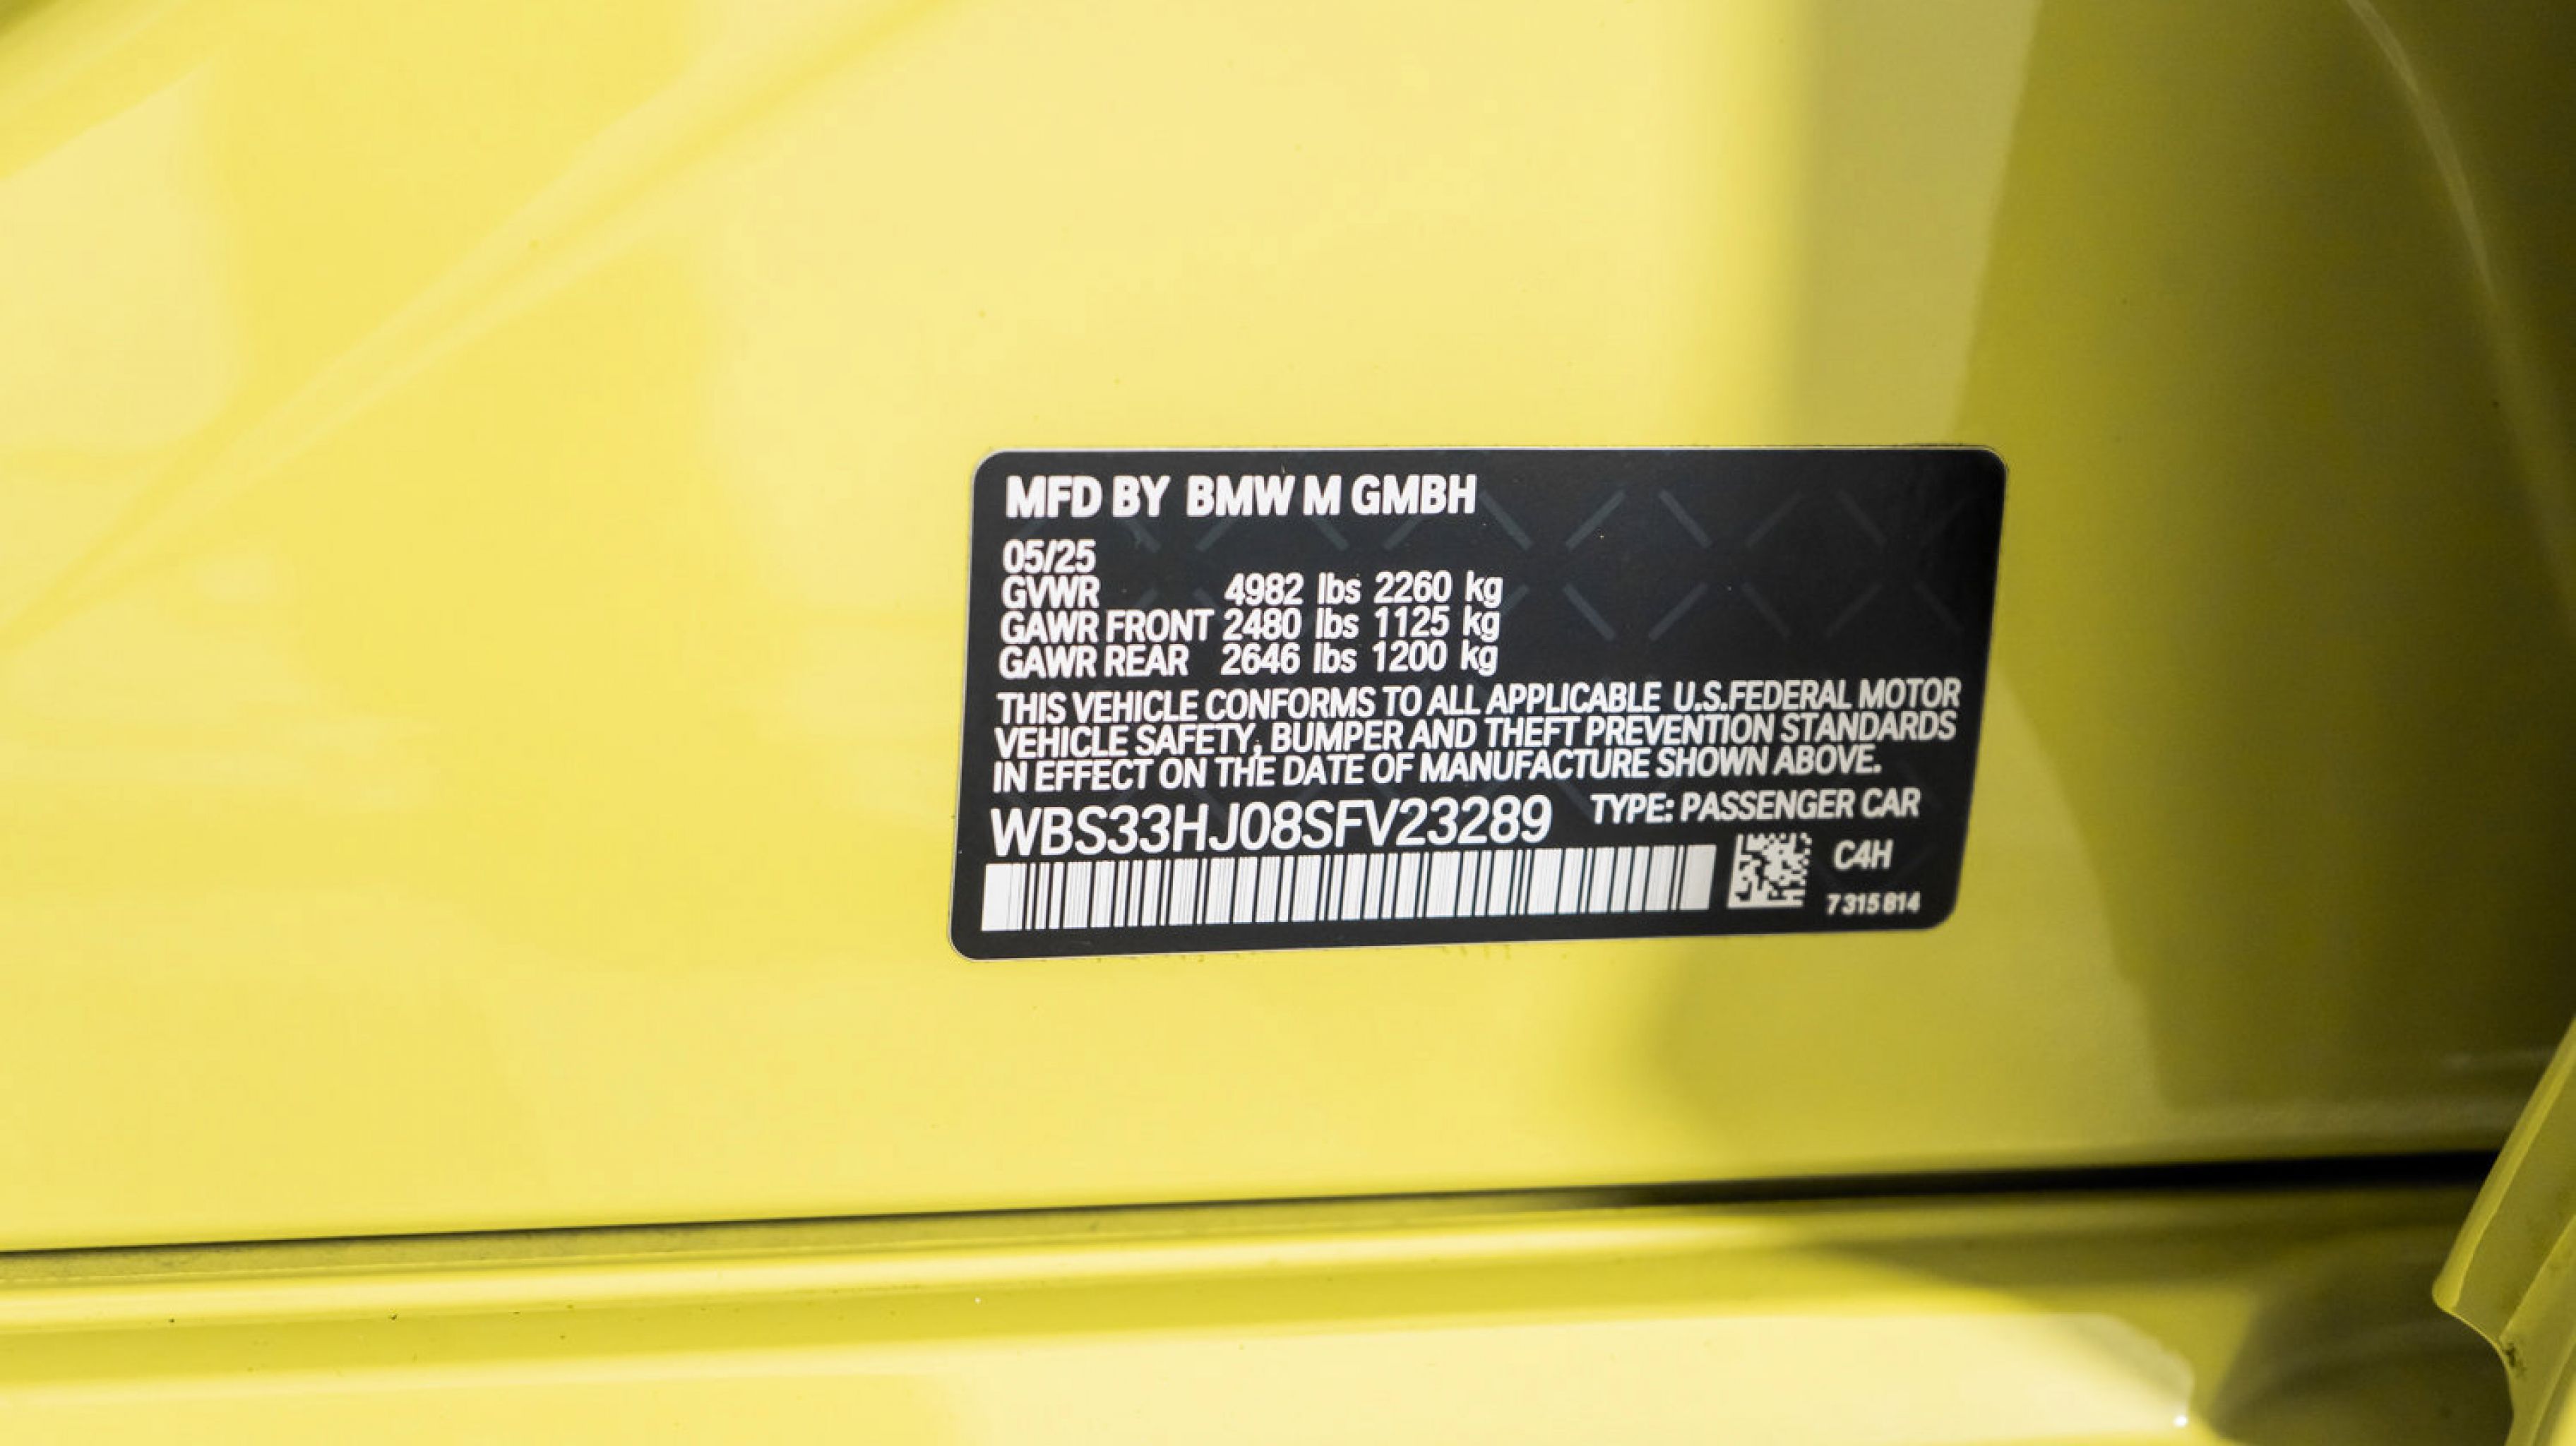 MFD BY BMW M GMBH
05/25
GVWR 4982 lbs 2260 kg
GAWR FRONT 2480 lbs 1125 kg
GAWR REAR 2646 lbs 1200 kg
THIS VEHICLE CONFORMS TO ALL APPLICABLE U.S.FEDERAL MOTOR
VEHICLE SAFETY, BUMPER AND THEFT PREVENTION STANDARDS
IN EFFECT ON THE DATE OF MANUFACTURE SHOWN ABOVE.
WBS33HJ08SFV23289 TYPE: PASSENGER CAR
C4H
7 315 814